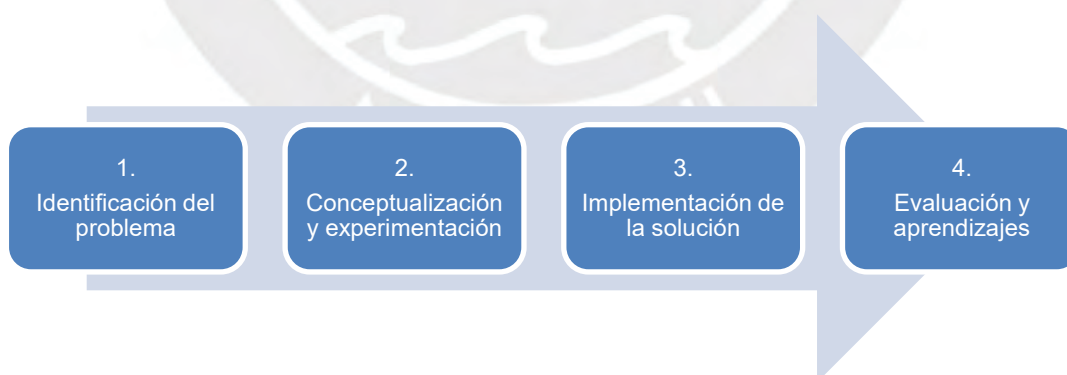 1.
Identificación del
problema
2.
Conceptualización
y experimentación
3.
Implementación de
la solución
4.
Evaluación y
aprendizajes